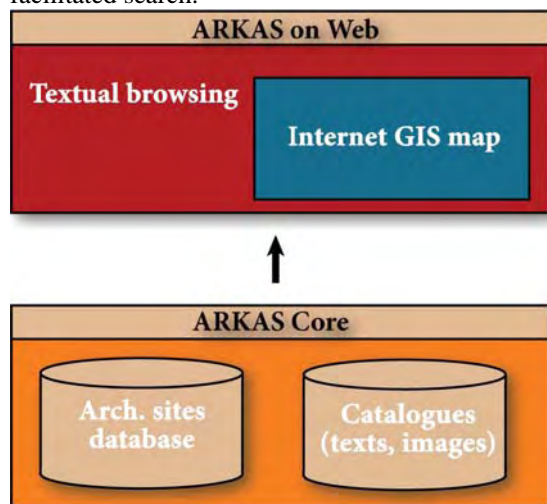 facilitated search.
ARKAS on Web
Textual browsing
Internet GIS map
ARKAS Core
Arch. sites
database
Catalogues
(texts, images)